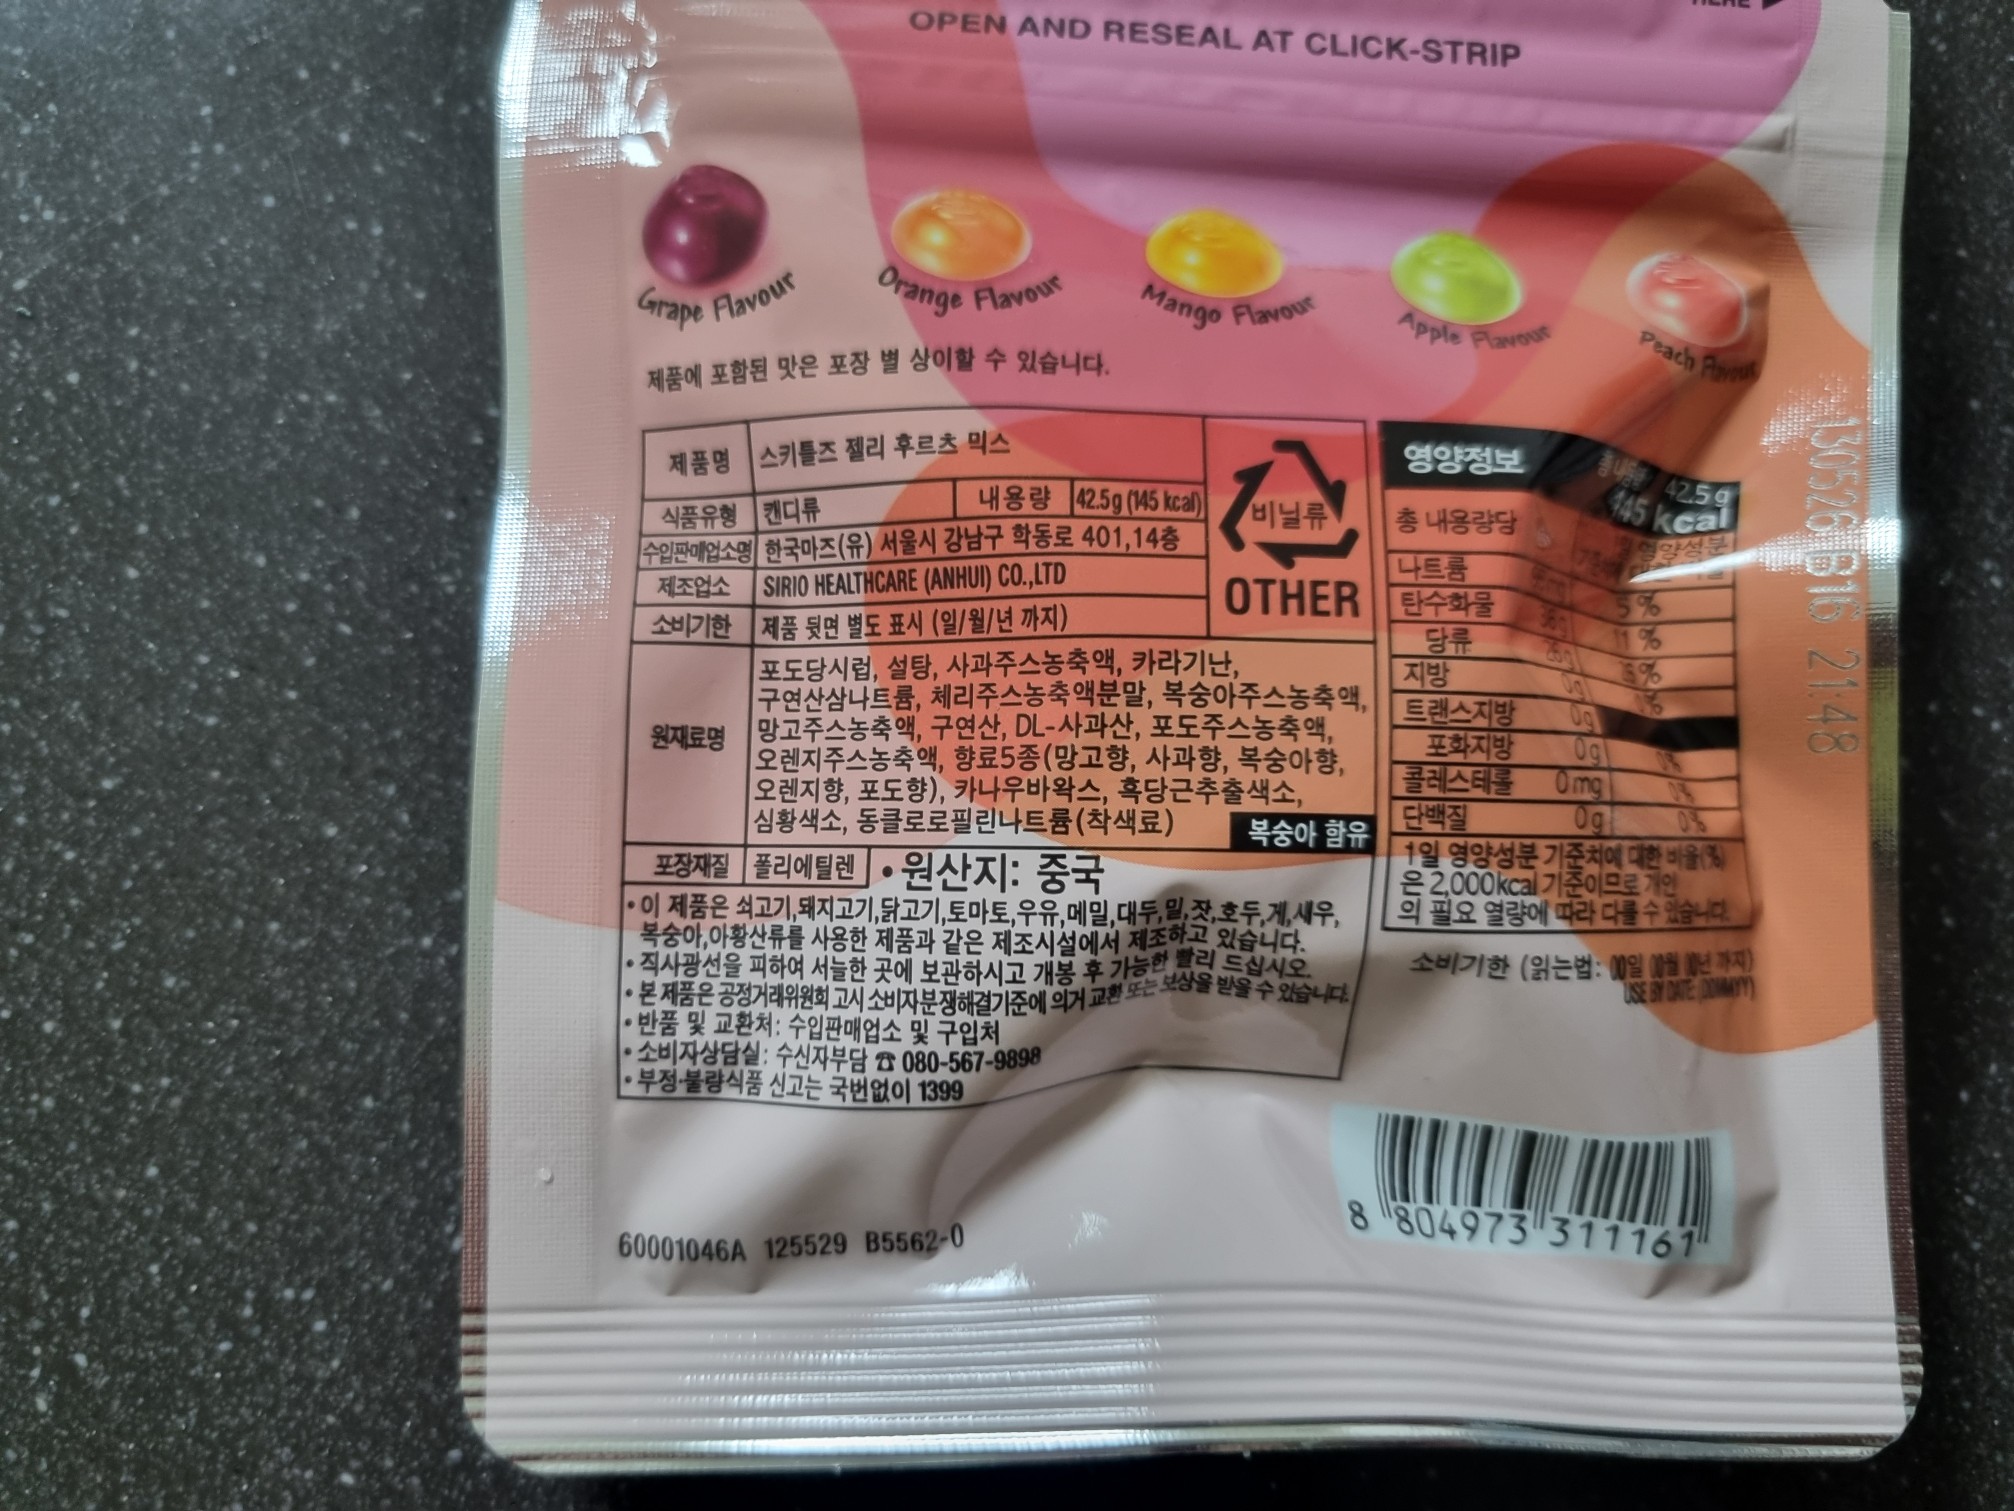 HERE
OPEN AND RESEAL AT CLICK-STRIP
Grape Flavour
Orange Flavour
Mango Flavour
Apple Flavour
Peach Flavour
제품에 포함된 맛은 포장 별 상이할 수 있습니다.
제품명 스키틀즈 젤리 후르츠 믹스
식품유형 캔디류 내용량 42.5g (145 kcal)
수입판매업소명 한국마즈(유) 서울시 강남구 학동로 401,14층
제조업소 SIRIO HEALTHCARE (ANHUI) CO.,LTD
소비기한 제품 뒷면 별도 표시 (일/월/년 까지)
비닐류
OTHER
원재료명
포도당시럽, 설탕, 사과주스농축액, 카라기난,
구연산삼나트륨, 체리주스농축액분말, 복숭아주스농축액,
망고주스농축액, 구연산, DL-사과산, 포도주스농축액,
오렌지주스농축액, 향료5종(망고향, 사과향, 복숭아향,
오렌지향, 포도향), 카나우바왁스, 흑당근추출색소,
심황색소, 동클로로필린나트륨(착색료)
복숭아 함유
포장재질 폴리에틸렌 •원산지: 중국
•이 제품은 쇠고기,돼지고기,닭고기,토마토,우유,메밀,대두,밀,잣,호두,게,새우,
복숭아,아황산류를 사용한 제품과 같은 제조시설에서 제조하고 있습니다.
•직사광선을 피하여 서늘한 곳에 보관하시고 개봉 후 가능한 빨리 드십시오.
•본 제품은 공정거래위원회 고시 소비자분쟁해결기준에 의거 교환 또는 보상을 받을 수 있습니다.
•반품 및 교환처: 수입판매업소 및 구입처
•소비자상담실: 수신자부담 ☎ 080-567-9898
•부정·불량식품 신고는 국번없이 1399
영양정보 42.5g
445 kcal
총 내용량당 영양성분
나트륨 5%
탄수화물 36g 11%
당류 26g
지방 0g
트랜스지방 0g
포화지방 0g 0%
콜레스테롤 0mg 0%
단백질 0g 0%
1일 영양성분 기준치에 대한 비율(%)
은 2,000kcal 기준이므로 개인
의 필요 열량에 따라 다를 수 있습니다.
소비기한 (읽는법: 00일 00월 00년 까지)
USE BY DATE (DDMMYY)
130526 B16 21:48
8 804973 311161
60001046A 125529 B5562-0